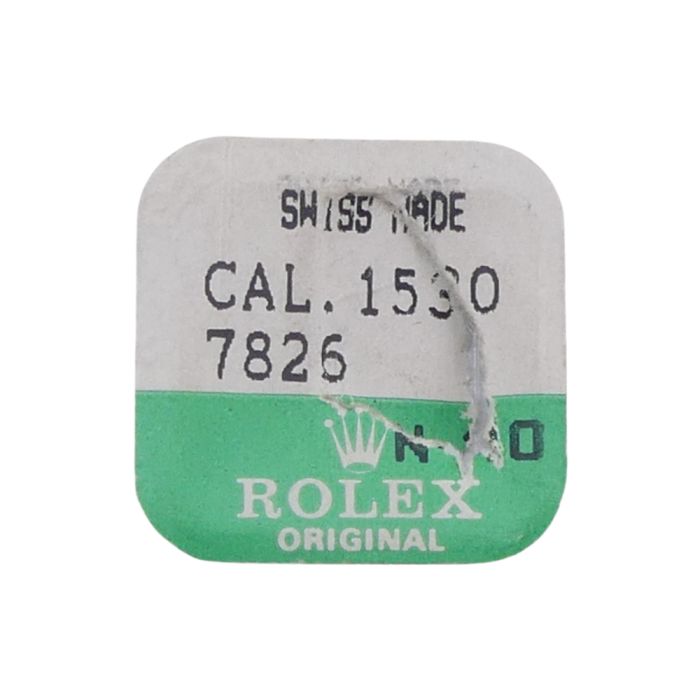 SWISS MADE
CAL. 1530
7826
ROLEX
ORIGINAL